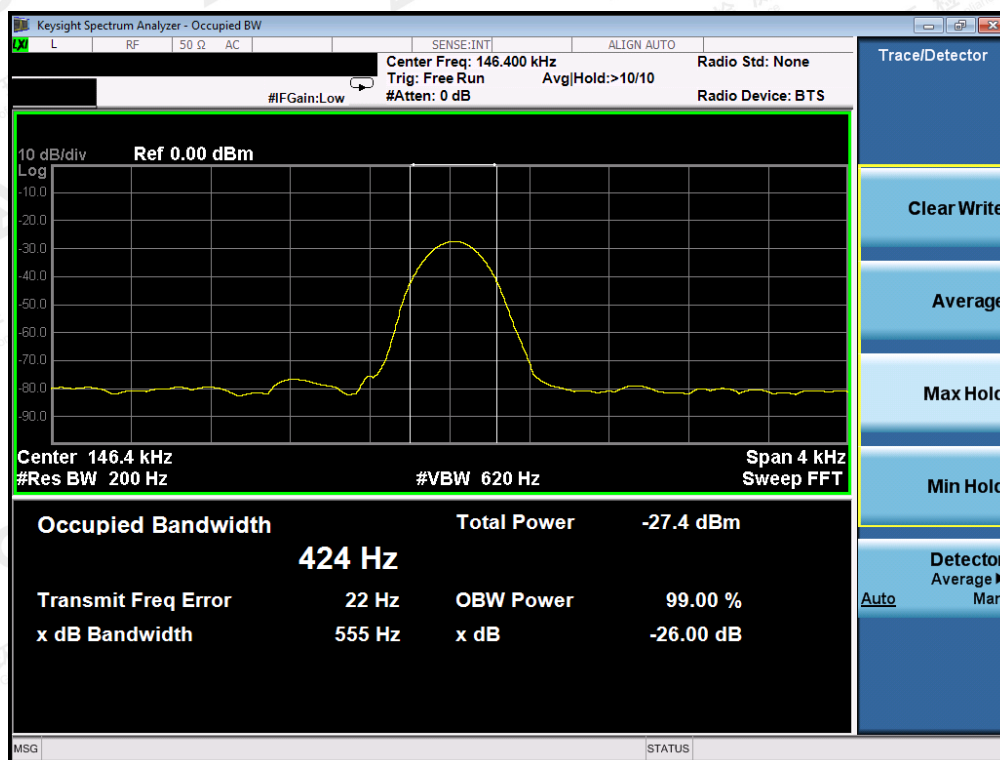 Keysight Spectrum Analyzer - Occupied BW
LXI L RF 50 Ω AC SENSE:INT ALIGN AUTO
Center Freq: 146.400 kHz Radio Std: None
Trig: Free Run Avg|Hold:>10/10
#IFGain:Low #Atten: 0 dB Radio Device: BTS
10 dB/div Ref 0.00 dBm
Log
-10.0
-20.0
-30.0
-40.0
-50.0
-60.0
-70.0
-80.0
-90.0
Center 146.4 kHz Span 4 kHz
#Res BW 200 Hz #VBW 620 Hz Sweep FFT
Occupied Bandwidth Total Power -27.4 dBm
424 Hz
Transmit Freq Error 22 Hz OBW Power 99.00 %
x dB Bandwidth 555 Hz x dB -26.00 dB
MSG STATUS
Trace/Detector
Clear Write
Average
Max Hold
Min Hold
Detector
Average
Auto Man